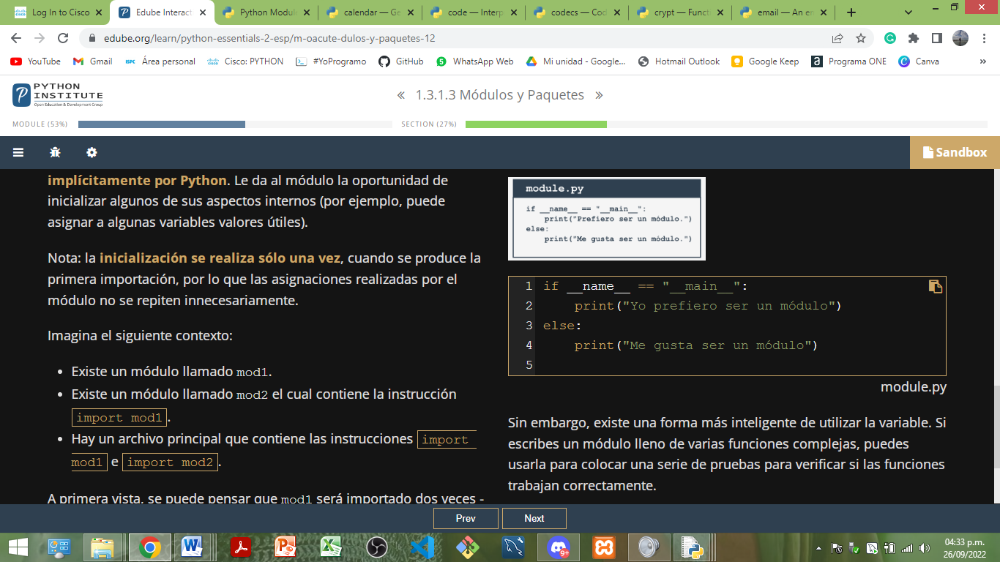 Log In to Cisco
Edube Interact
Python Modul
calendar — Ge
code — Interp
codecs — Cod
crypt — Functi
email — An em
edube.org/learn/python-essentials-2-esp/m-oacute-dulos-y-paquetes-12
YouTube
Gmail
ISPC Área personal
CISCO Cisco: PYTHON
#YoProgramo
GitHub
WhatsApp Web
Mi unidad - Google...
Hotmail Outlook
Google Keep
Programa ONE
Canva
»
PYTHON
INSTITUTE
Open Education & Development Group
« 1.3.1.3 Módulos y Paquetes »
MODULE (53%)
SECTION (27%)
Sandbox
implícitamente por Python. Le da al módulo la oportunidad de
inicializar algunos de sus aspectos internos (por ejemplo, puede
asignar a algunas variables valores útiles).
Nota: la inicialización se realiza sólo una vez, cuando se produce la
primera importación, por lo que las asignaciones realizadas por el
módulo no se repiten innecesariamente.
Imagina el siguiente contexto:
• Existe un módulo llamado mod1.
• Existe un módulo llamado mod2 el cual contiene la instrucción
import mod1.
• Hay un archivo principal que contiene las instrucciones import
mod1 e import mod2.
A primera vista, se puede pensar que mod1 será importado dos veces -
module.py
if __name__ == "__main__":
print("Prefiero ser un módulo.")
else:
print("Me gusta ser un módulo.")
1 if __name__ == "__main__":
2 print("Yo prefiero ser un módulo")
3 else:
4 print("Me gusta ser un módulo")
5
module.py
Sin embargo, existe una forma más inteligente de utilizar la variable. Si
escribes un módulo lleno de varias funciones complejas, puedes
usarla para colocar una serie de pruebas para verificar si las funciones
trabajan correctamente.
Prev
Next
9+
04:33 p.m.
26/09/2022